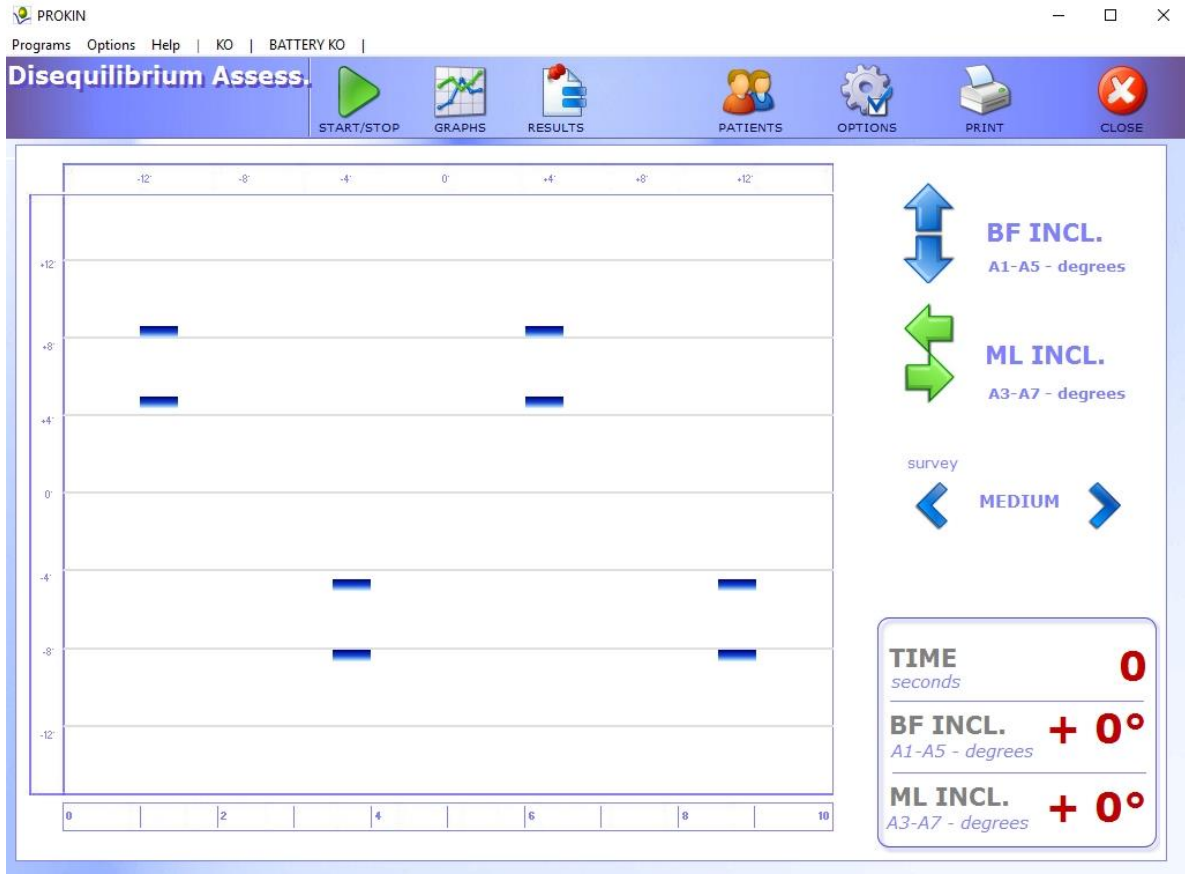 PROKIN
Programs Options Help | KO | BATTERY KO |
Disequilibrium Assess.
START/STOP GRAPHS RESULTS PATIENTS OPTIONS PRINT CLOSE
-12° -8° -4° 0° +4° +8° +12°
+12°
+8°
+4°
0°
-4°
-8°
-12°
0 2 4 6 8 10
BF INCL.
A1-A5 - degrees
ML INCL.
A3-A7 - degrees
survey
MEDIUM
TIME 0
seconds
BF INCL. + 0°
A1-A5 - degrees
ML INCL. + 0°
A3-A7 - degrees